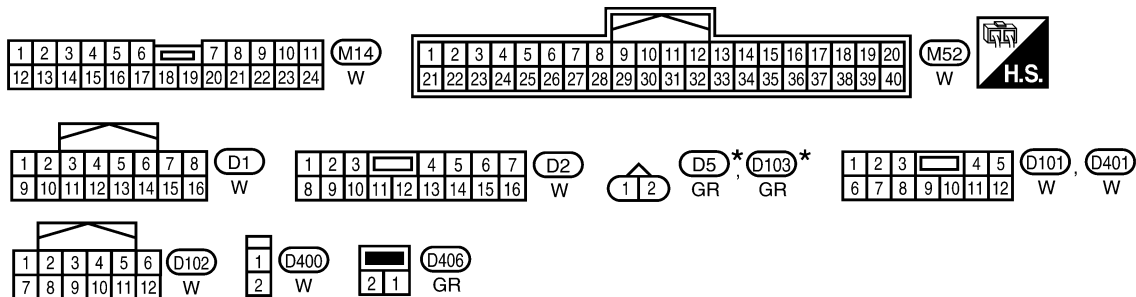 1 2 3 4 5 6 7 8 9 10 11 M14
12 13 14 15 16 17 18 19 20 21 22 23 24 W
1 2 3 4 5 6 7 8 9 10 11 12 13 14 15 16 17 18 19 20 M52
21 22 23 24 25 26 27 28 29 30 31 32 33 34 35 36 37 38 39 40 W
H.S.
1 2 3 4 5 6 7 8 D1
9 10 11 12 13 14 15 16 W
1 2 3 4 5 6 7 D2
8 9 10 11 12 13 14 15 16 W
1 2 D5 * , D103 *
GR GR
1 2 3 4 5 D101 , D401
6 7 8 9 10 11 12 W W
1 2 3 4 5 6 D102
7 8 9 10 11 12 W
1 D400
2 W
D406
2 1 GR